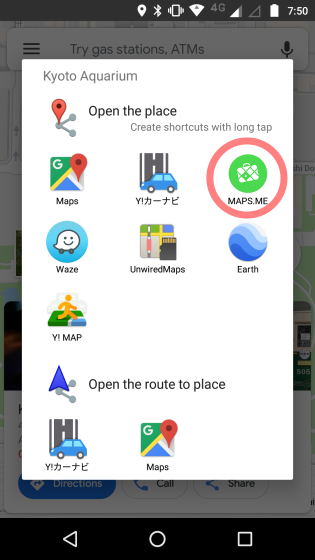 4G 7:50
Try gas stations, ATMs
Kyoto Aquarium
Open the place
Create shortcuts with long tap
Maps Y!カーナビ MAPS.ME
Waze UnwiredMaps Earth
Y! MAP
Open the route to place
Y!カーナビ Maps
Directions Call Share